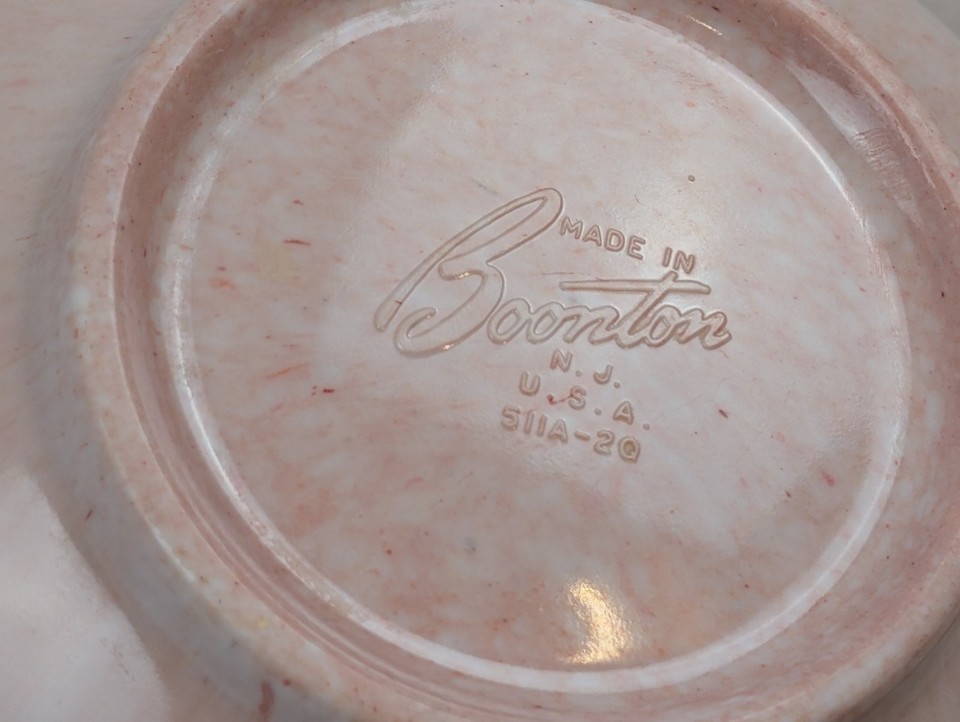 MADE IN
Boonton
N. J.
U.S.A.
511A-2Q